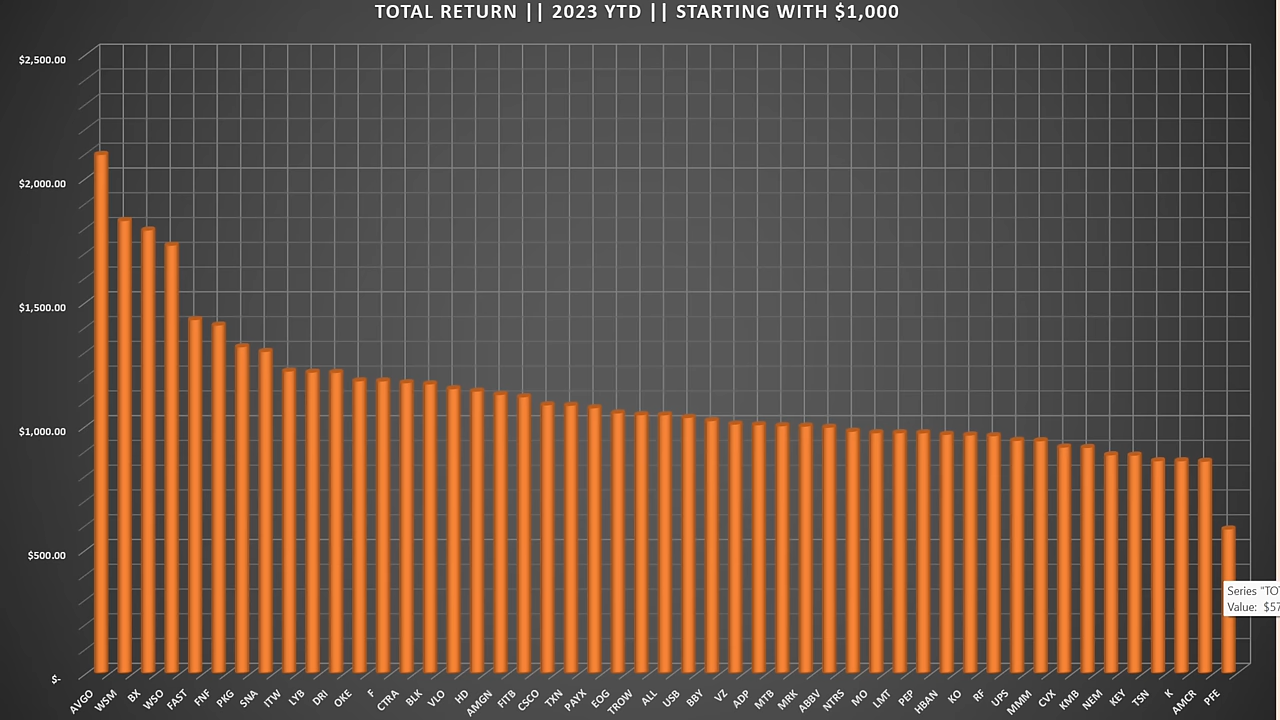 TOTAL RETURN || 2023 YTD || STARTING WITH $1,000
$2,500.00
$2,000.00
$1,500.00
$1,000.00
$500.00
$-
AVGO WSM BX WSO FAST FNF PKG SNA ITW LYB DRI OKE F CTRA BLK VLO HD AMGN FITB CSCO TXN PAYX EOG TROW ALL USB BBY VZ ADP MTB MRK ABBV NTRS MO LMT PEP HBAN KO RF UPS MMM CVX KMB NEM KEY TSN K AMCR PFE
Series "TO
Value: $57